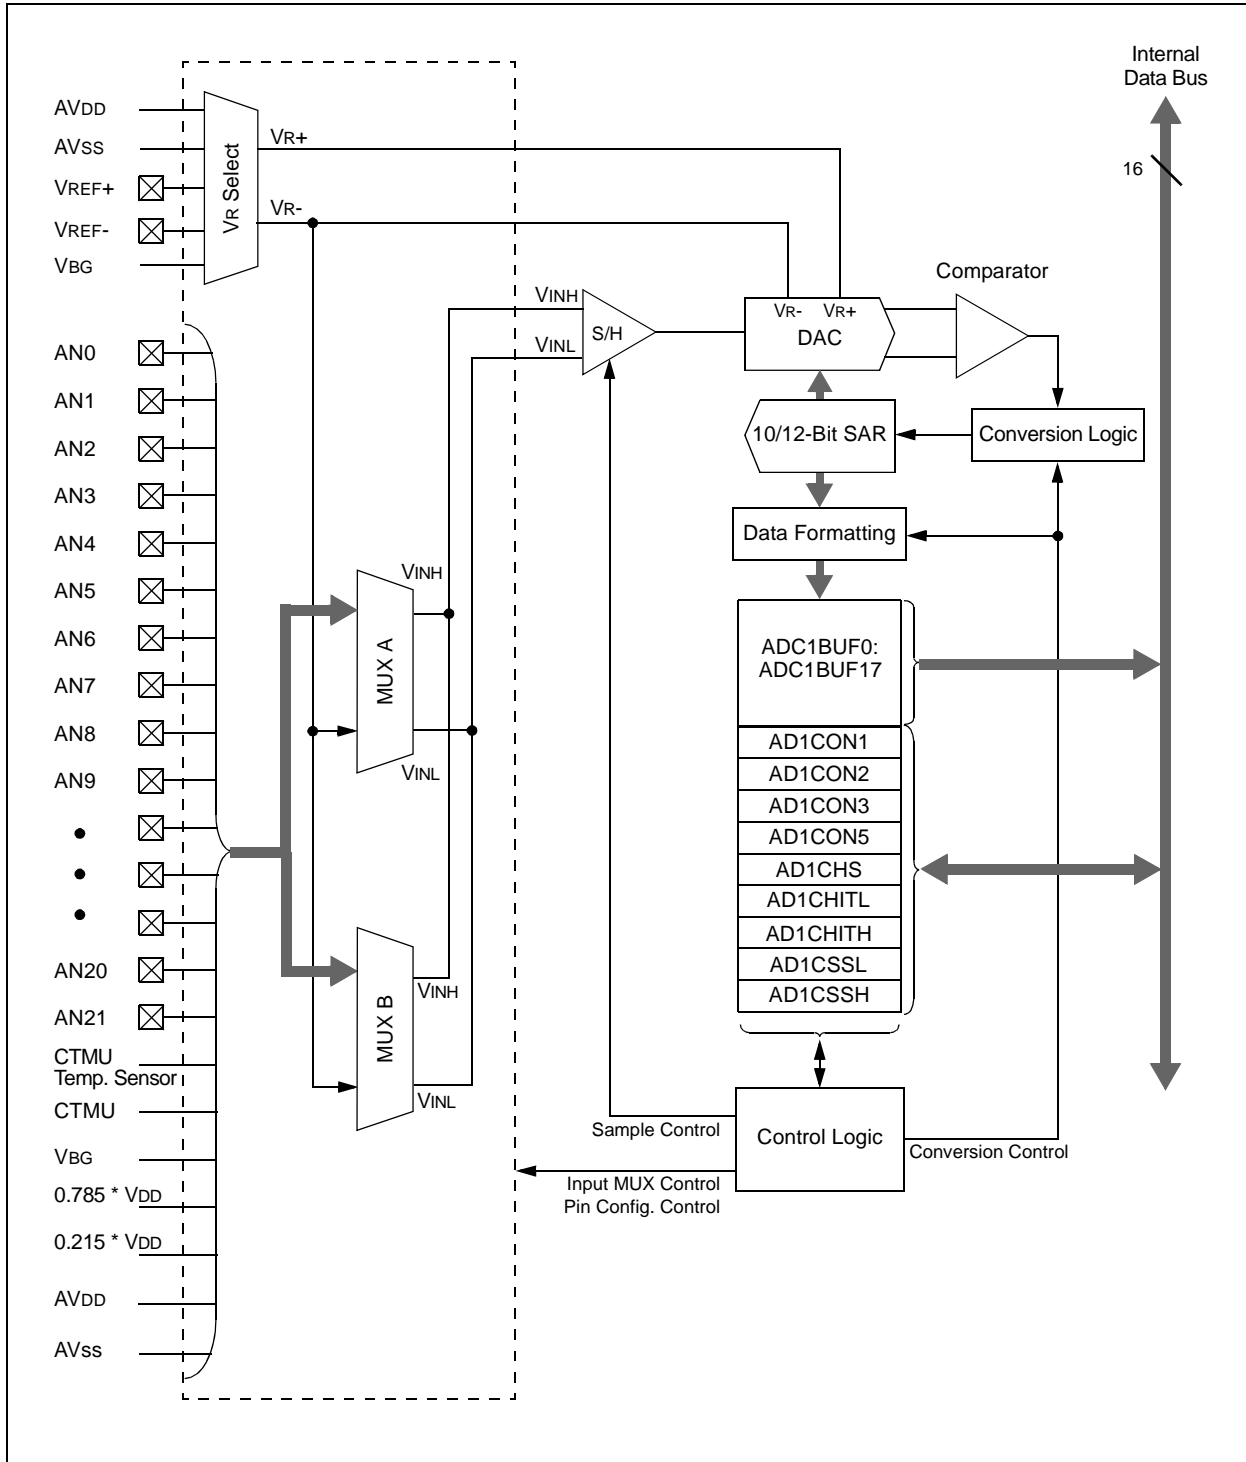 Internal
Data Bus
16
AVDD
AVSS
VREF+
VREF-
VBG
VR Select
VR+
VR-
Comparator
VINH
VINL
S/H
VR- VR+
DAC
10/12-Bit SAR
Conversion Logic
Data Formatting
AN0
AN1
AN2
AN3
AN4
AN5
AN6
AN7
AN8
AN9
AN20
AN21
CTMU
Temp. Sensor
CTMU
VBG
0.785 * VDD
0.215 * VDD
AVDD
AVss
VINH
MUX A
VINL
VINH
MUX B
VINL
ADC1BUF0:
ADC1BUF17
AD1CON1
AD1CON2
AD1CON3
AD1CON5
AD1CHS
AD1CHITL
AD1CHITH
AD1CSSL
AD1CSSH
Sample Control
Control Logic
Conversion Control
Input MUX Control
Pin Config. Control